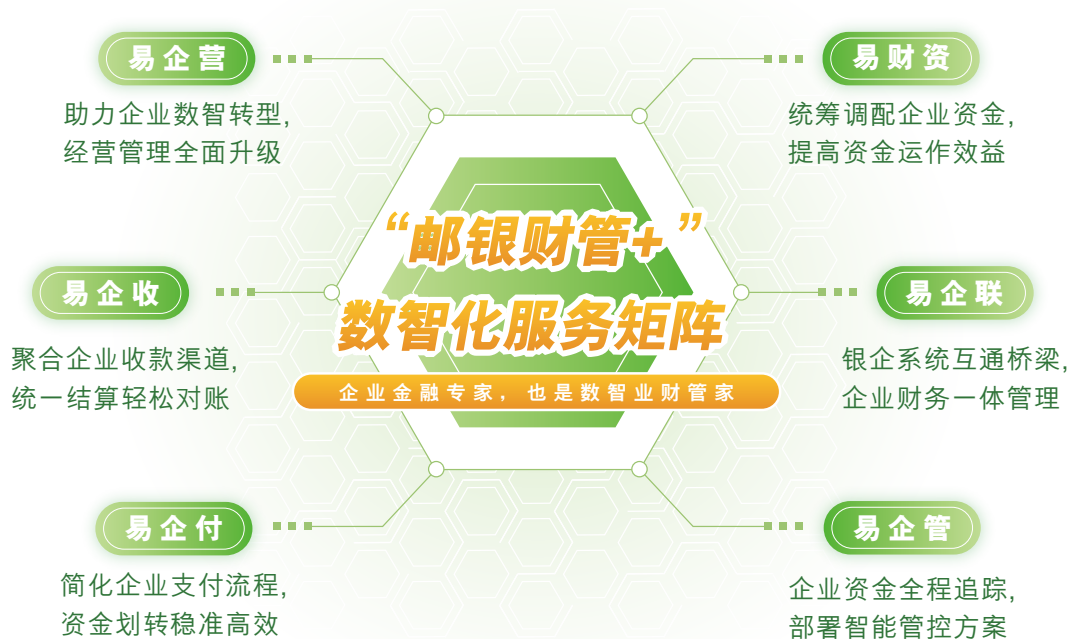 易企营
助力企业数智转型,
经营管理全面升级
易财资
统筹调配企业资金,
提高资金运作效益
“邮银财管+”
数智化服务矩阵
企业金融专家，也是数智业财管家
易企收
聚合企业收款渠道,
统一结算轻松对账
易企联
银企系统互通桥梁,
企业财务一体管理
易企付
简化企业支付流程,
资金划转稳准高效
易企管
企业资金全程追踪,
部署智能管控方案